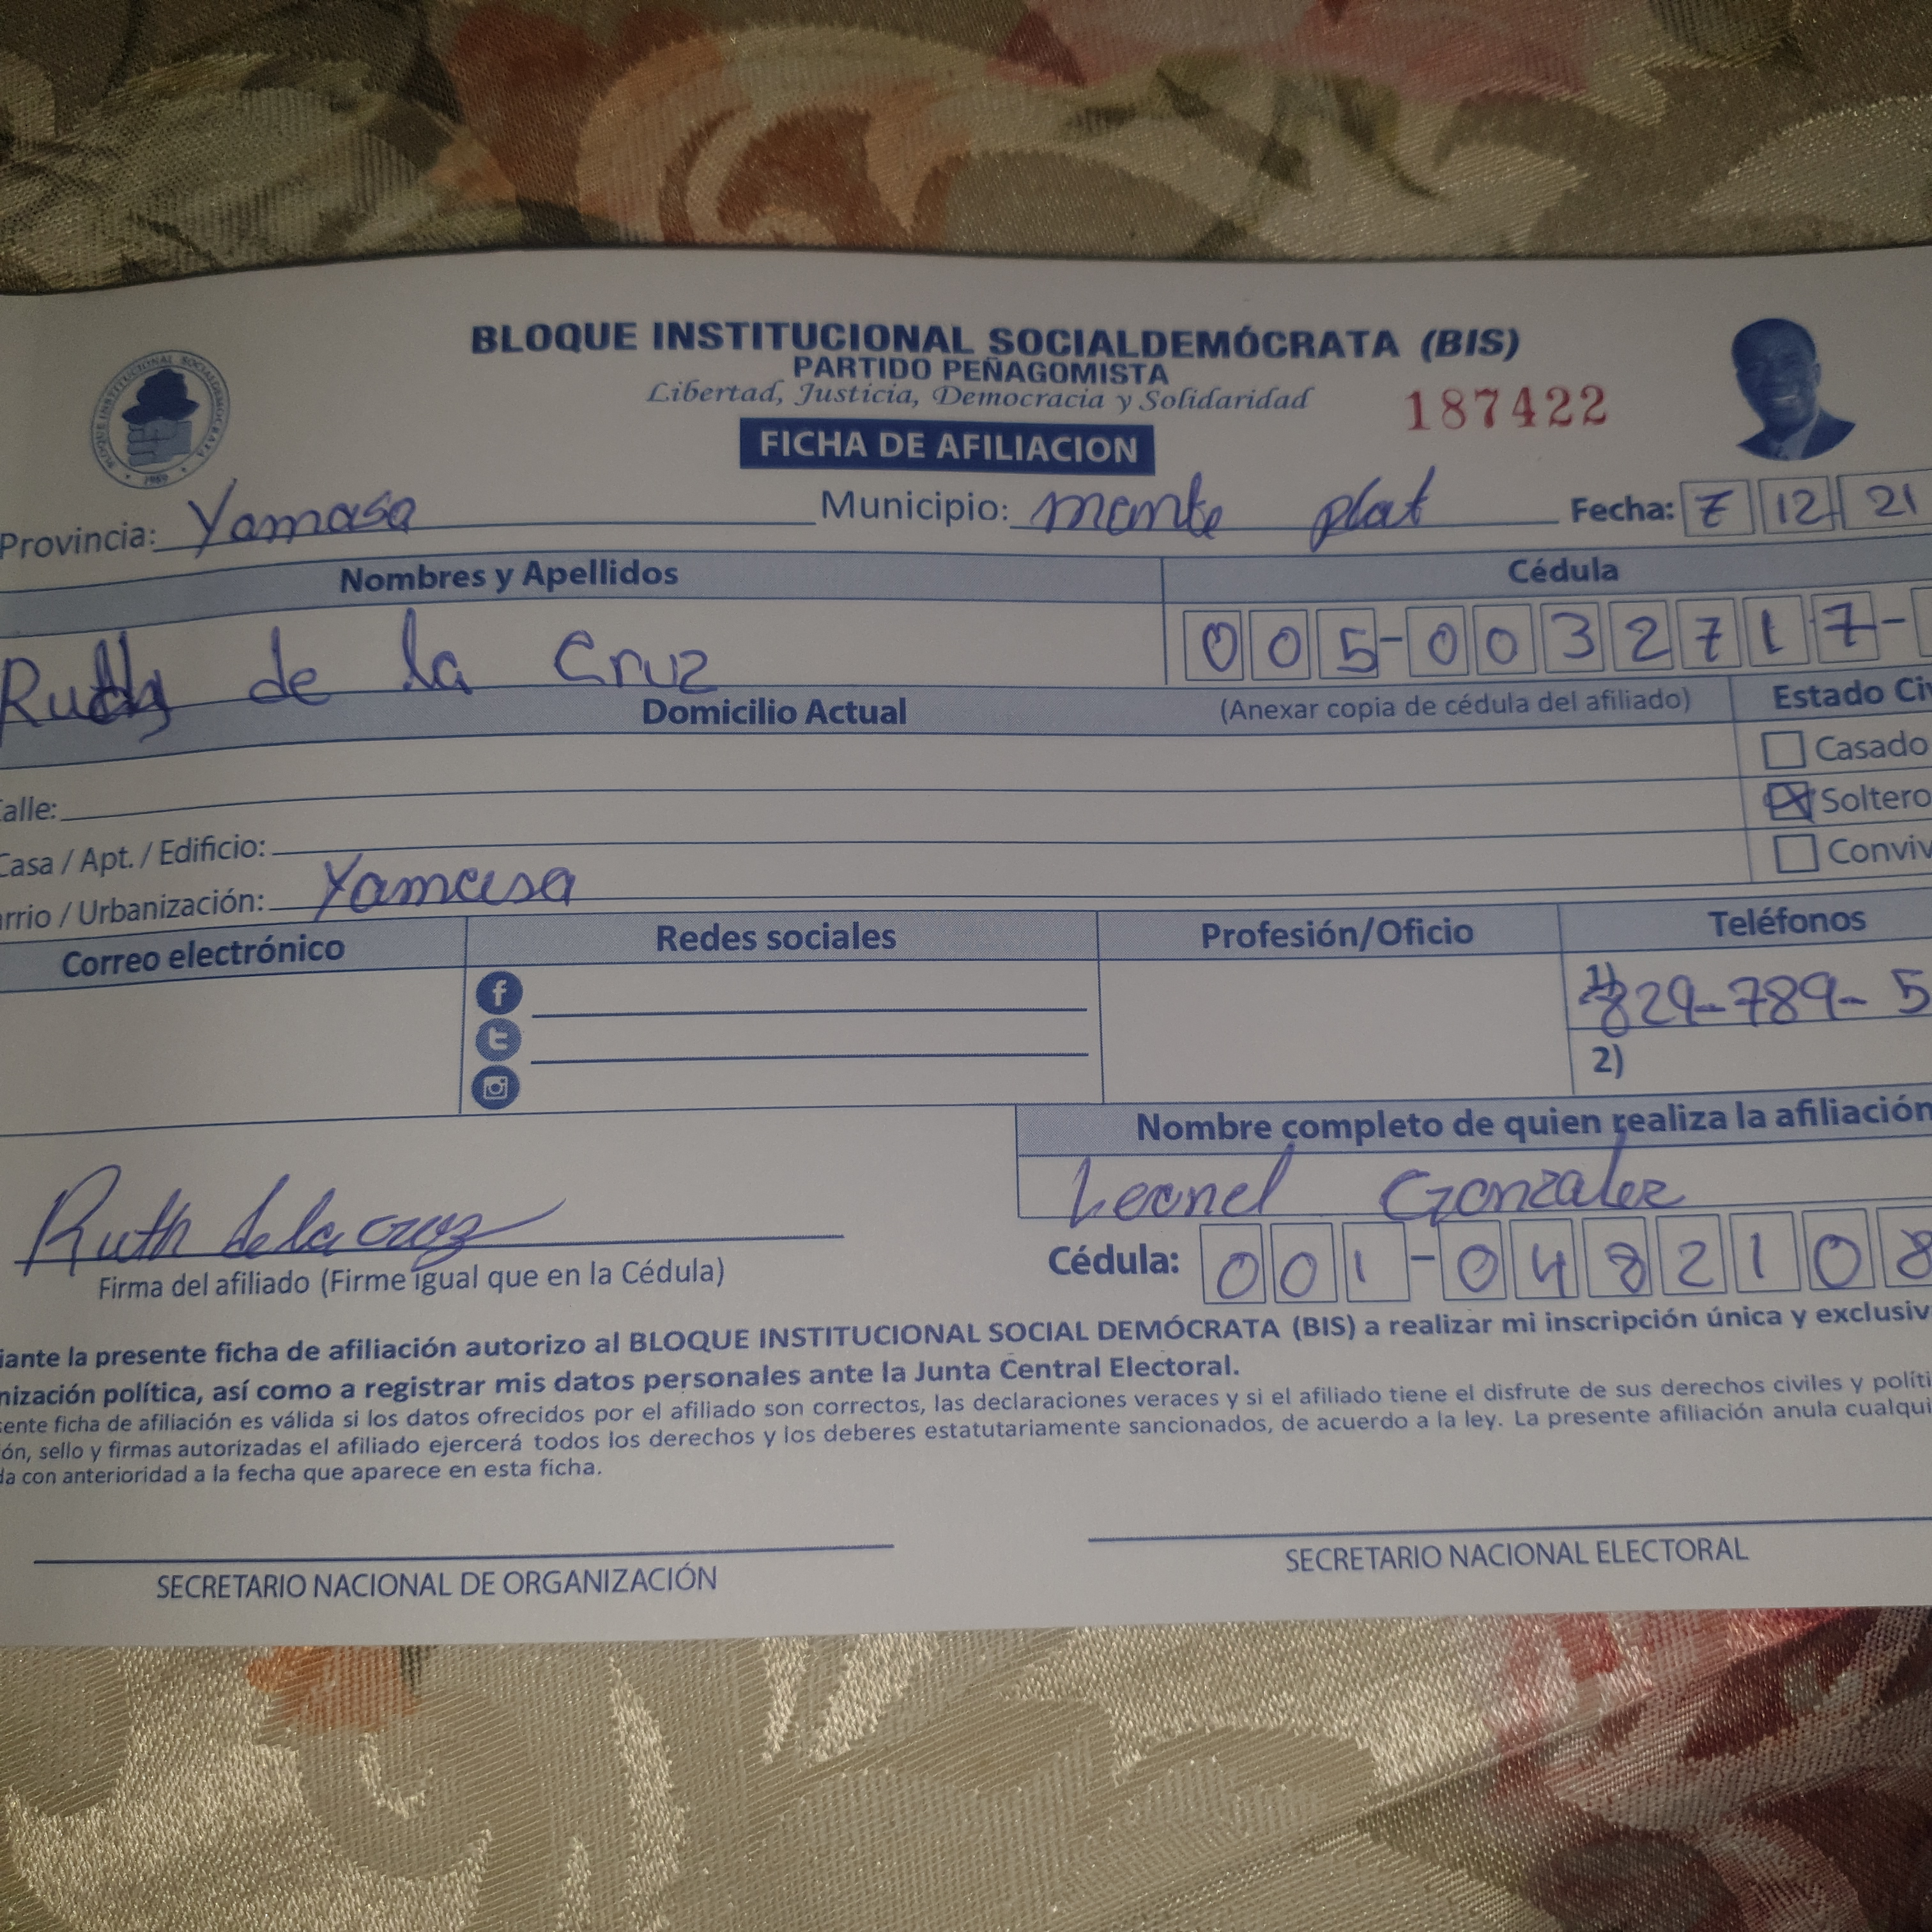 BLOQUE INSTITUCIONAL SOCIALDEMÓCRATA (BIS)
PARTIDO PEÑAGOMISTA
Libertad, Justicia, Democracia y Solidaridad
187422
BLOQUE INSTITUCIONAL SOCIALDEMOCRATA
1989
FICHA DE AFILIACION
Provincia: Yamasa Municipio: monte plat Fecha: 7 12 21
Nombres y Apellidos Cédula
Ruth de la Cruz 005-0032717-
Domicilio Actual (Anexar copia de cédula del afiliado) Estado Civ
Casado
alle:
Soltero
Casa / Apt. / Edificio:
Conviv
arrio / Urbanización: Yamasa
Correo electrónico Redes sociales Profesión/Oficio Teléfonos
1) 829-789-5
2)
Nombre completo de quien realiza la afiliación
Leonel Gonzalez
Ruth de la cruz
Firma del afiliado (Firme igual que en la Cédula)
Cédula: 001-0482108
iante la presente ficha de afiliación autorizo al BLOQUE INSTITUCIONAL SOCIAL DEMÓCRATA (BIS) a realizar mi inscripción única y exclusiv
nización política, así como a registrar mis datos personales ante la Junta Central Electoral.
ente ficha de afiliación es válida si los datos ofrecidos por el afiliado son correctos, las declaraciones veraces y si el afiliado tiene el disfrute de sus derechos civiles y políti
ón, sello y firmas autorizadas el afiliado ejercerá todos los derechos y los deberes estatutariamente sancionados, de acuerdo a la ley. La presente afiliación anula cualqui
da con anterioridad a la fecha que aparece en esta ficha.
SECRETARIO NACIONAL DE ORGANIZACIÓN
SECRETARIO NACIONAL ELECTORAL